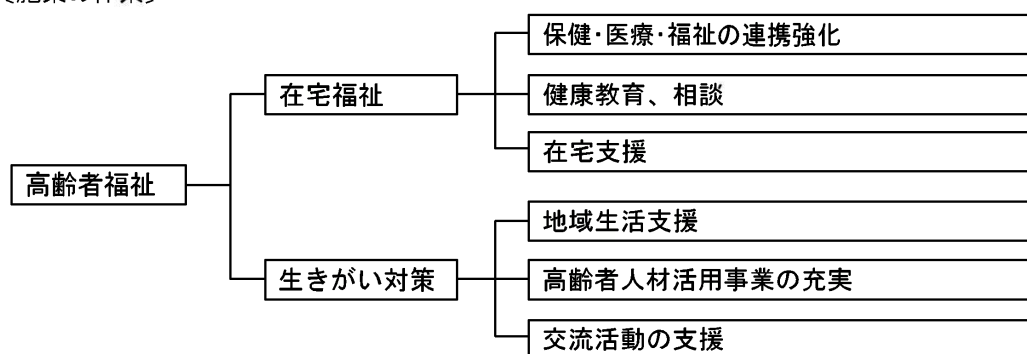 高齢者福祉
在宅福祉
保健・医療・福祉の連携強化
健康教育、相談
在宅支援
生きがい対策
地域生活支援
高齢者人材活用事業の充実
交流活動の支援